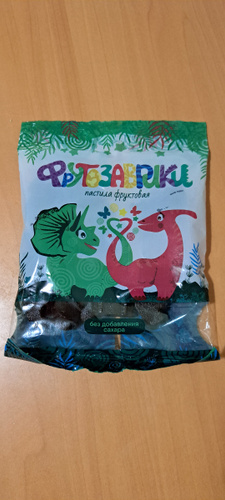 ФРУТОЗАВРИКИ
пастила фруктовая
без добавления
сахара